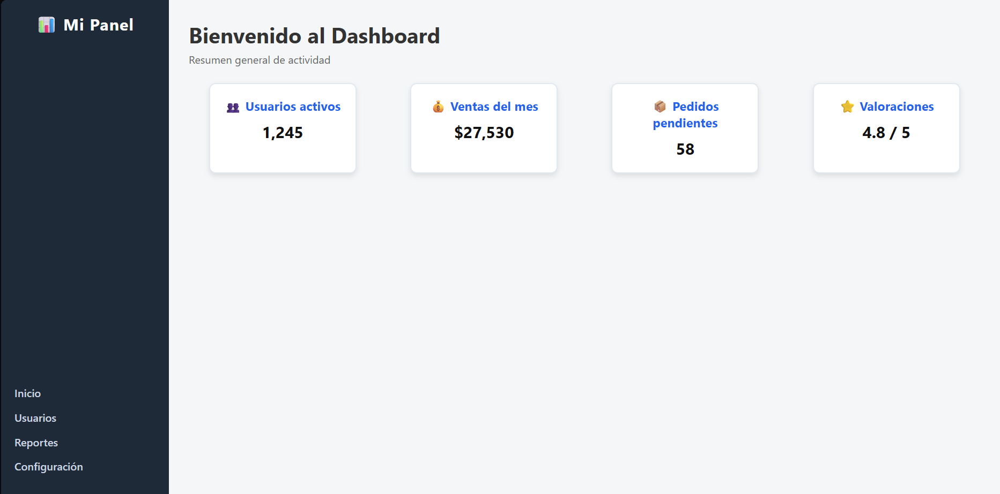 Mi Panel
Inicio
Usuarios
Reportes
Configuración
Bienvenido al Dashboard
Resumen general de actividad
Usuarios activos
1,245
Ventas del mes
$27,530
Pedidos
pendientes
58
Valoraciones
4.8 / 5